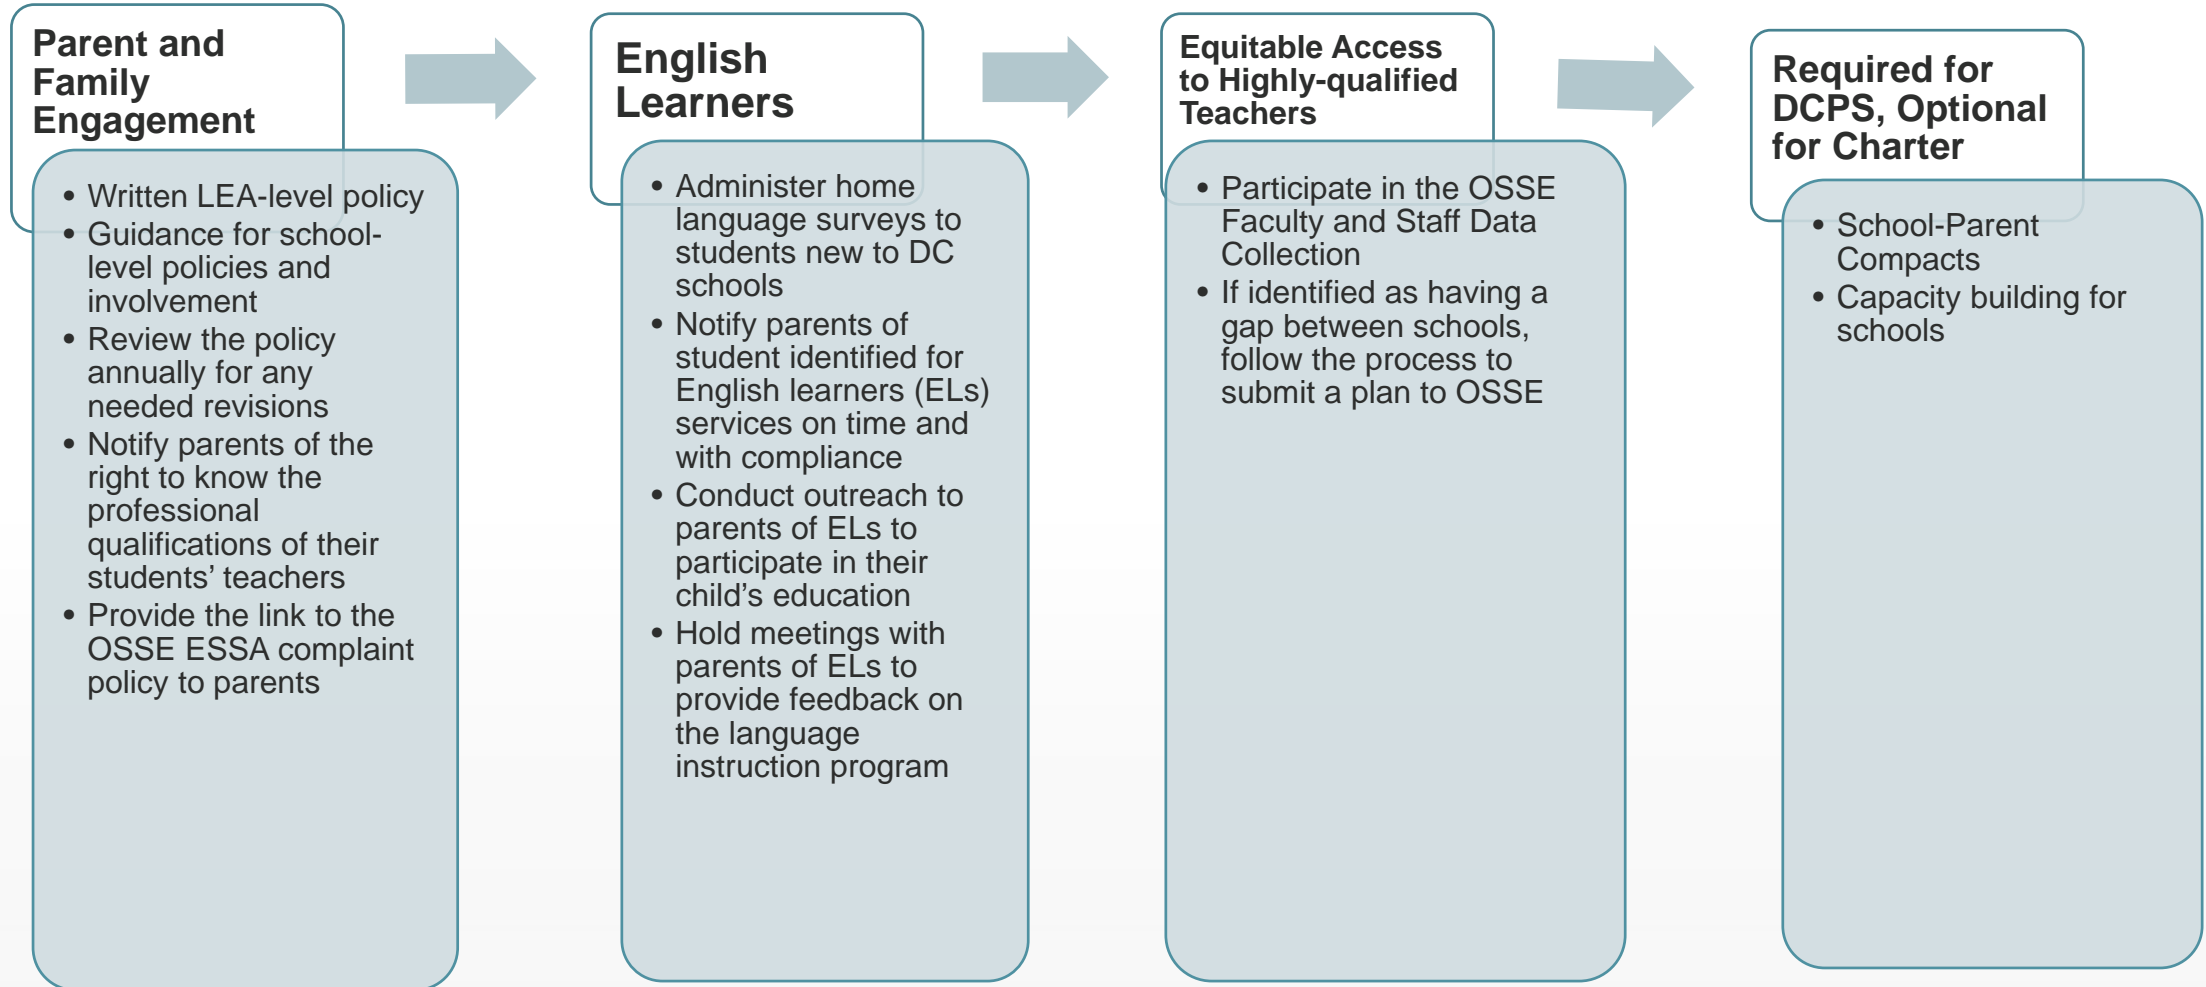 Parent and
Family
Engagement
• Written LEA-level policy
• Guidance for school-
level policies and
involvement
• Review the policy
annually for any
needed revisions
• Notify parents of the
right to know the
professional
qualifications of their
students’ teachers
• Provide the link to the
OSSE ESSA complaint
policy to parents
English
Learners
• Administer home
language surveys to
students new to DC
schools
• Notify parents of
student identified for
English learners (ELs)
services on time and
with compliance
• Conduct outreach to
parents of ELs to
participate in their
child’s education
• Hold meetings with
parents of ELs to
provide feedback on
the language
instruction program
Equitable Access
to Highly-qualified
Teachers
• Participate in the OSSE
Faculty and Staff Data
Collection
• If identified as having a
gap between schools,
follow the process to
submit a plan to OSSE
Required for
DCPS, Optional
for Charter
• School-Parent
Compacts
• Capacity building for
schools